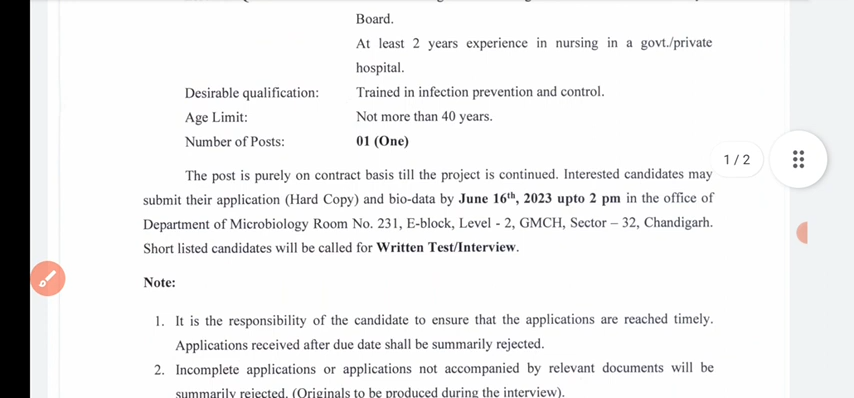 Board.
At least 2 years experience in nursing in a govt./private
hospital.
Desirable qualification: Trained in infection prevention and control.
Age Limit: Not more than 40 years.
Number of Posts: 01 (One)
1 / 2
The post is purely on contract basis till the project is continued. Interested candidates may
submit their application (Hard Copy) and bio-data by June 16th, 2023 upto 2 pm in the office of
Department of Microbiology Room No. 231, E-block, Level - 2, GMCH, Sector – 32, Chandigarh.
Short listed candidates will be called for Written Test/Interview.
Note:
1. It is the responsibility of the candidate to ensure that the applications are reached timely.
Applications received after due date shall be summarily rejected.
2. Incomplete applications or applications not accompanied by relevant documents will be
summarily rejected. (Originals to be produced during the interview).